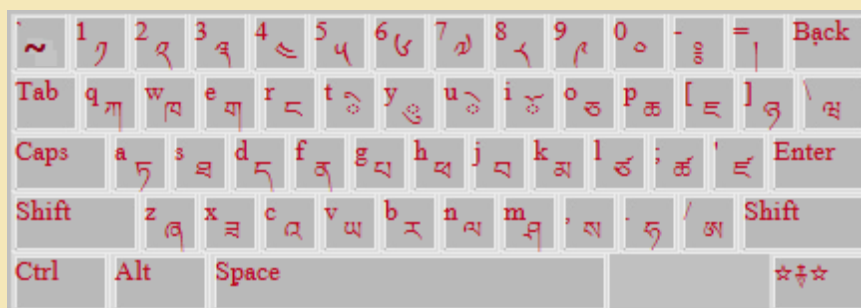 ` ~ 1 ༡ 2 ༢ 3 ༣ 4 ༤ 5 ༥ 6 ༦ 7 ༧ 8 ༨ 9 ༩ 0 ༠ - ༔ = ། Back
Tab q ཀ w ཁ e ག r ང t ི y ུ u ེ i ོ o ཅ p ཆ [ ཇ ] ཉ \ ཝ
Caps a ཏ s ཐ d ད f ན g པ h ཕ j བ k མ l ཙ ; ཚ ' ཛ Enter
Shift z ཞ x ཟ c འ v ཡ b ར n ལ m ཤ , ས . ཧ / ཨ Shift
Ctrl Alt Space